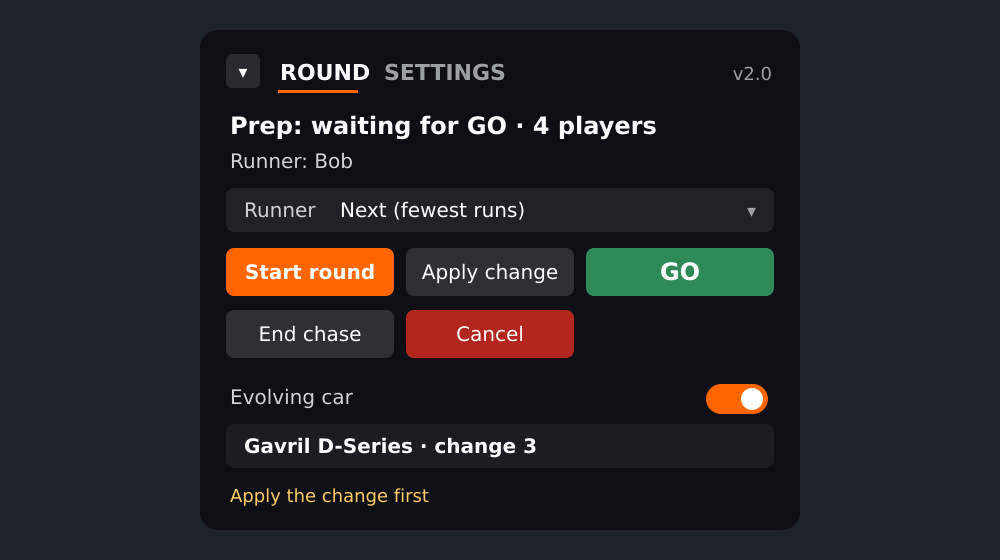 ▾ ROUND SETTINGS v2.0
Prep: waiting for GO · 4 players
Runner: Bob
Runner Next (fewest runs) ▾
Start round Apply change GO
End chase Cancel
Evolving car
Gavril D-Series · change 3
Apply the change first